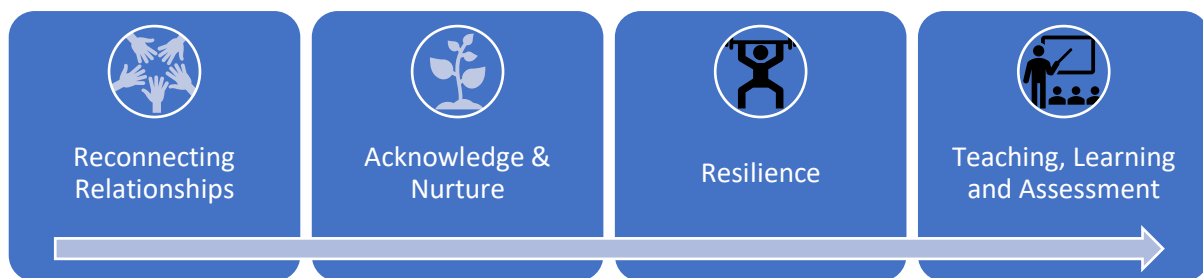 Reconnecting
Relationships
Acknowledge &
Nurture
Resilience
Teaching, Learning
and Assessment